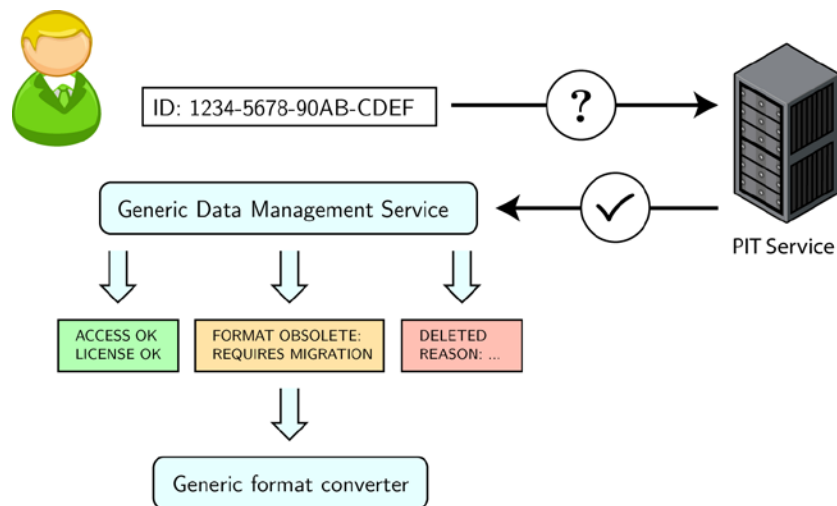 ID: 1234-5678-90AB-CDEF
?
Generic Data Management Service
PIT Service
ACCESS OK
LICENSE OK
FORMAT OBSOLETE:
REQUIRES MIGRATION
DELETED
REASON: ...
Generic format converter